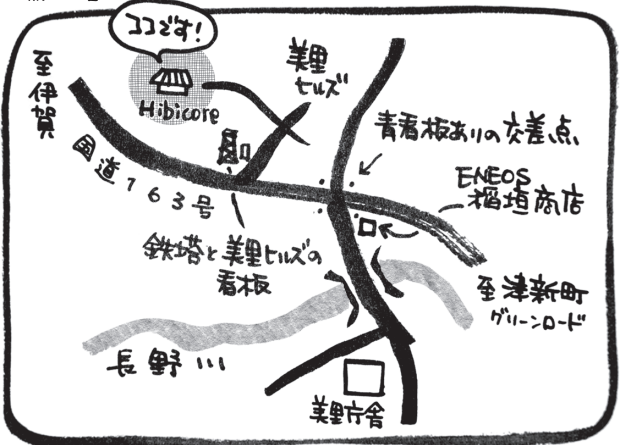 ココです!
Hibicore
至伊賀
国道163号
美里
ヒルズ
青看板ありの交差点
ENEOS
稲垣商店
鉄塔と美里ヒルズの
看板
至津新町
グリーンロード
長野川
美里庁舎